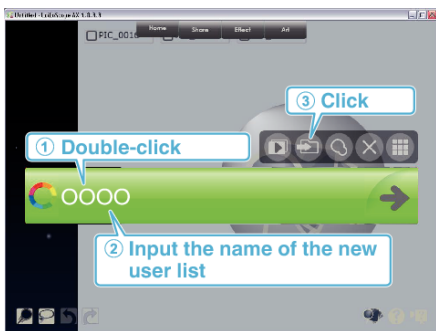 PIC_0016
Home Share Effect Art
③ Click
① Double-click
OOOO
② Input the name of the new
user list